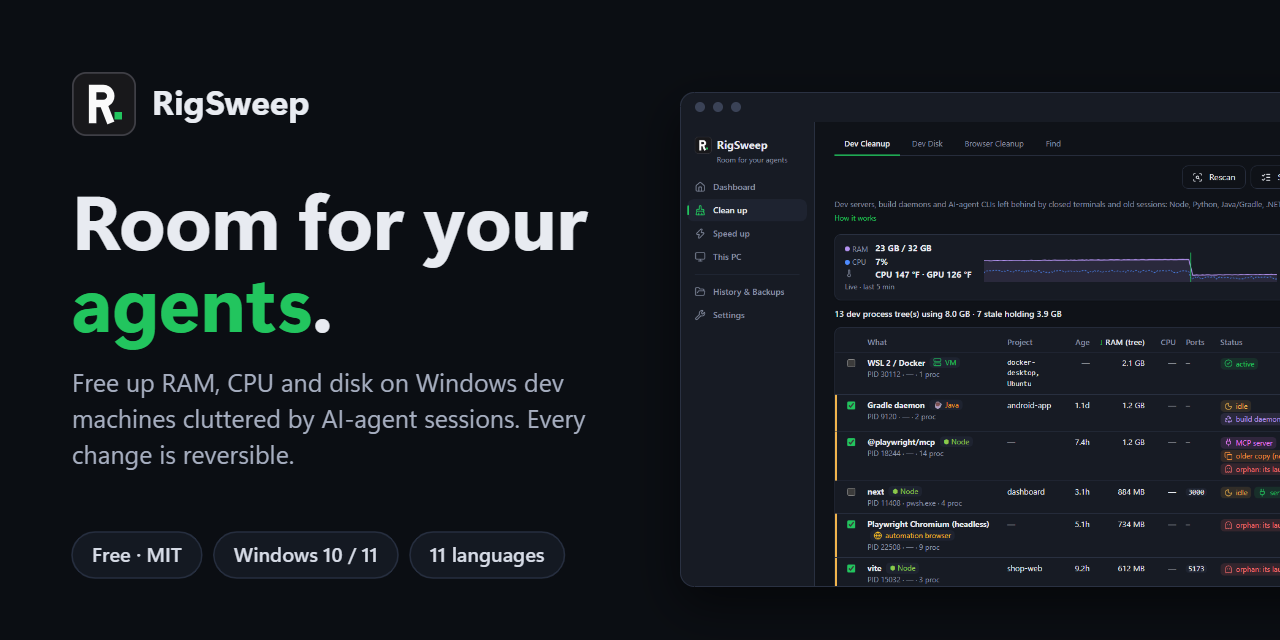 R.
RigSweep
Room for your
agents.
Free up RAM, CPU and disk on Windows dev
machines cluttered by AI-agent sessions. Every
change is reversible.
Free · MIT
Windows 10 / 11
11 languages
R. RigSweep
Room for your agents
Dashboard
Clean up
Speed up
This PC
History & Backups
Settings
Dev Cleanup Dev Disk Browser Cleanup Find
Rescan
Dev servers, build daemons and AI-agent CLIs left behind by closed terminals and old sessions: Node, Python, Java/Gradle, .NET
How it works
RAM 23 GB / 32 GB
CPU 7%
CPU 147 °F · GPU 126 °F
Live · last 5 min
13 dev process tree(s) using 8.0 GB · 7 stale holding 3.9 GB
What Project Age ↓ RAM (tree) CPU Ports Status
WSL 2 / Docker VM docker-desktop, Ubuntu — 2.1 GB — – active
PID 30112 · — · 1 proc
Gradle daemon Java android-app 1.1d 1.2 GB — – idle
PID 9120 · — · 2 proc build daemon
@playwright/mcp Node — 7.4h 1.2 GB — – MCP server
PID 18244 · — · 14 proc older copy
orphan: its
next Node dashboard 3.1h 884 MB — 3000 idle
PID 11408 · pwsh.exe · 4 proc
Playwright Chromium (headless) — 5.1h 734 MB — – orphan: its
automation browser
PID 22508 · — · 9 proc
vite Node shop-web 9.2h 612 MB — 5173 orphan: its
PID 15032 · — · 3 proc